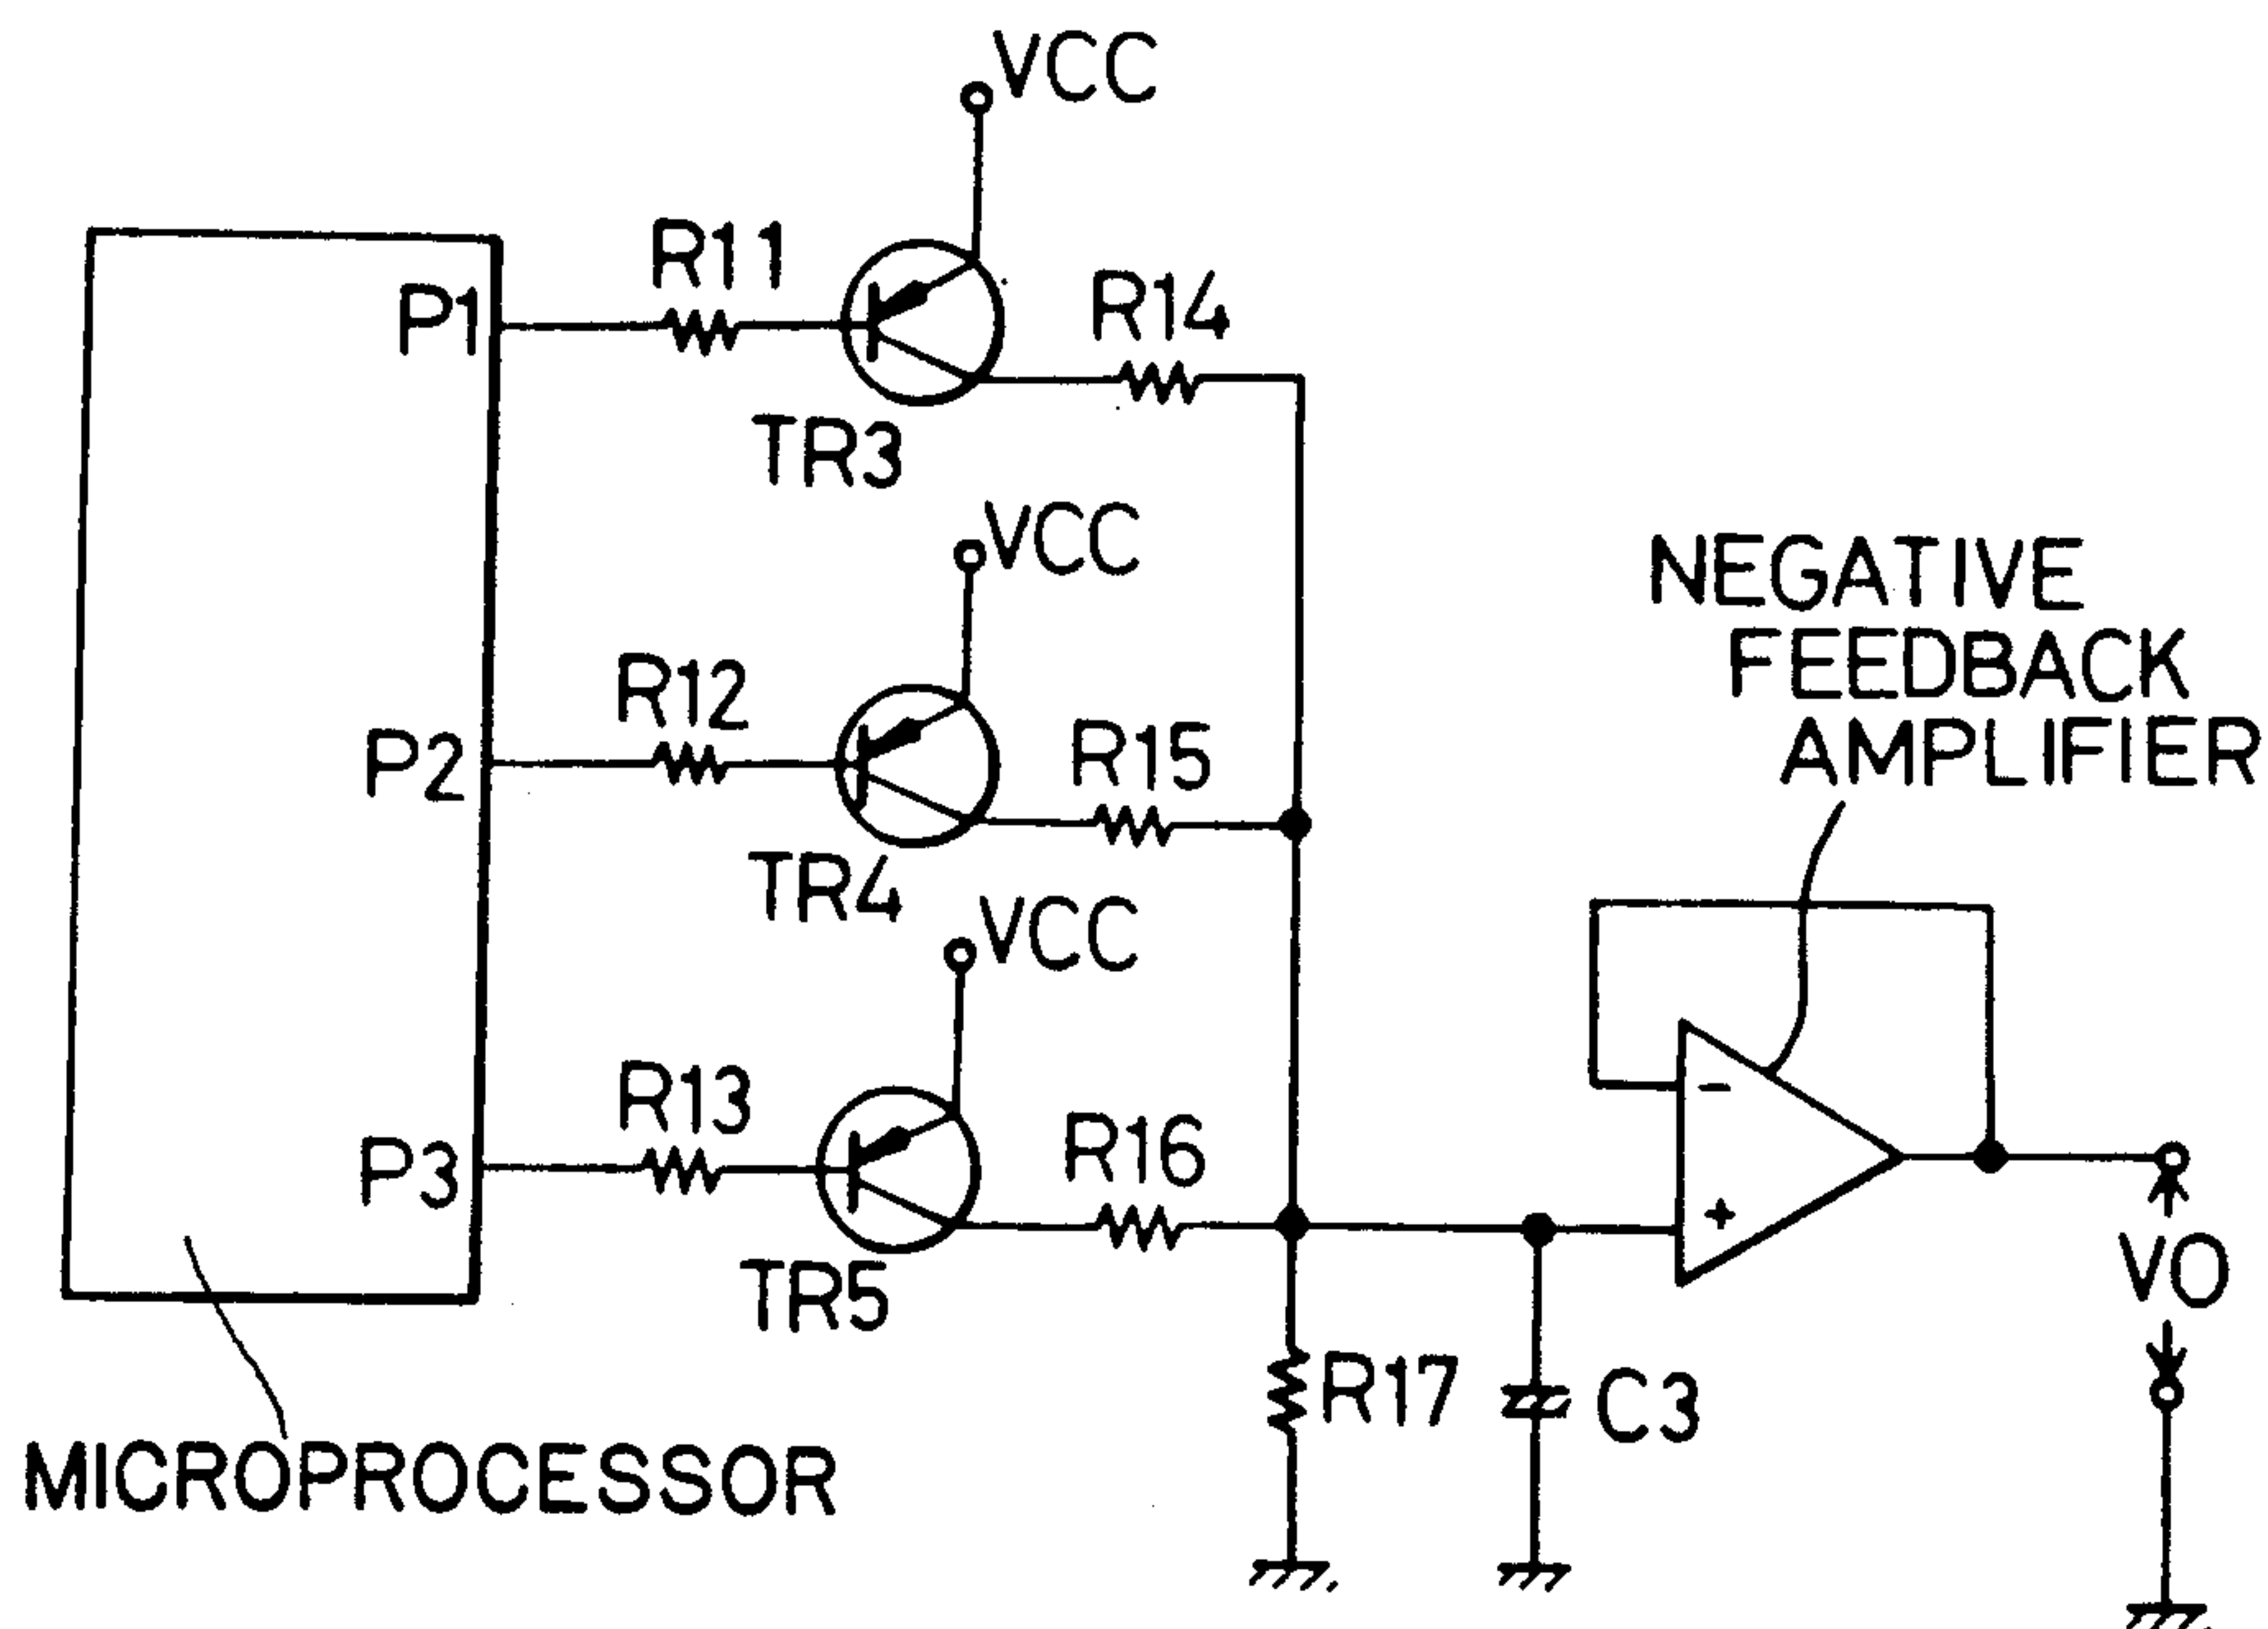 VCC
R11
P1
R14
TR3
VCC
NEGATIVE
FEEDBACK
AMPLIFIER
R12
P2
R15
TR4
VCC
R13
P3
R16
-
+
TR5
VO
R17
C3
MICROPROCESSOR